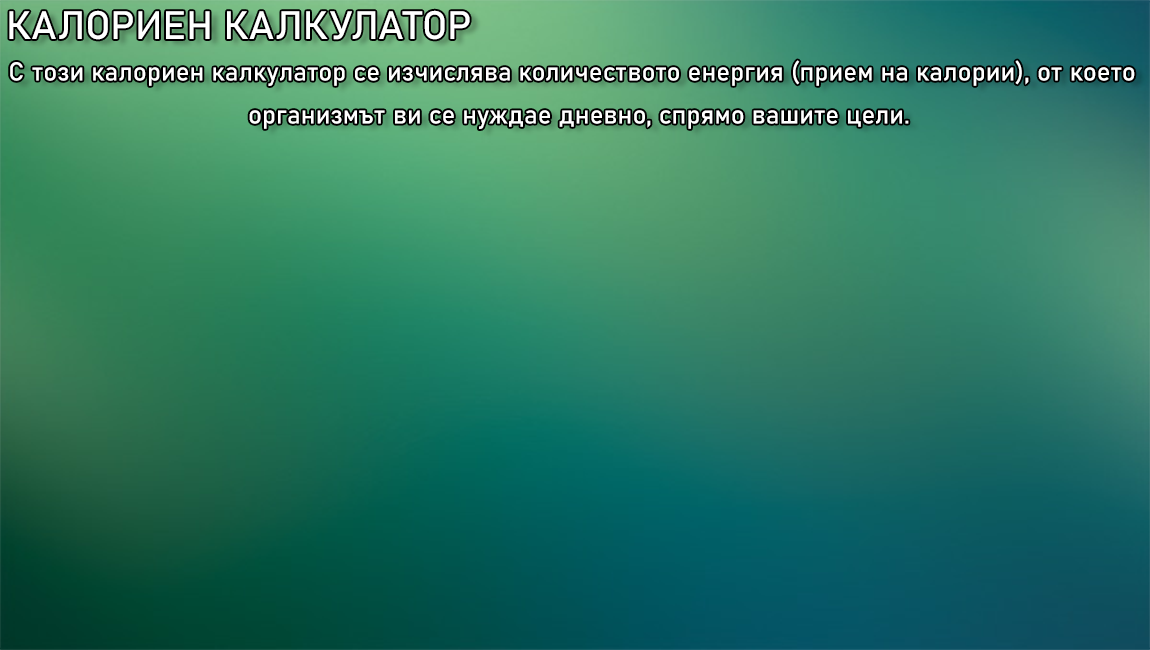 КАЛОРИЕН КАЛКУЛАТОР
С този калориен калкулатор се изчислява количеството енергия (прием на калории), от което
организмът ви се нуждае дневно, спрямо вашите цели.